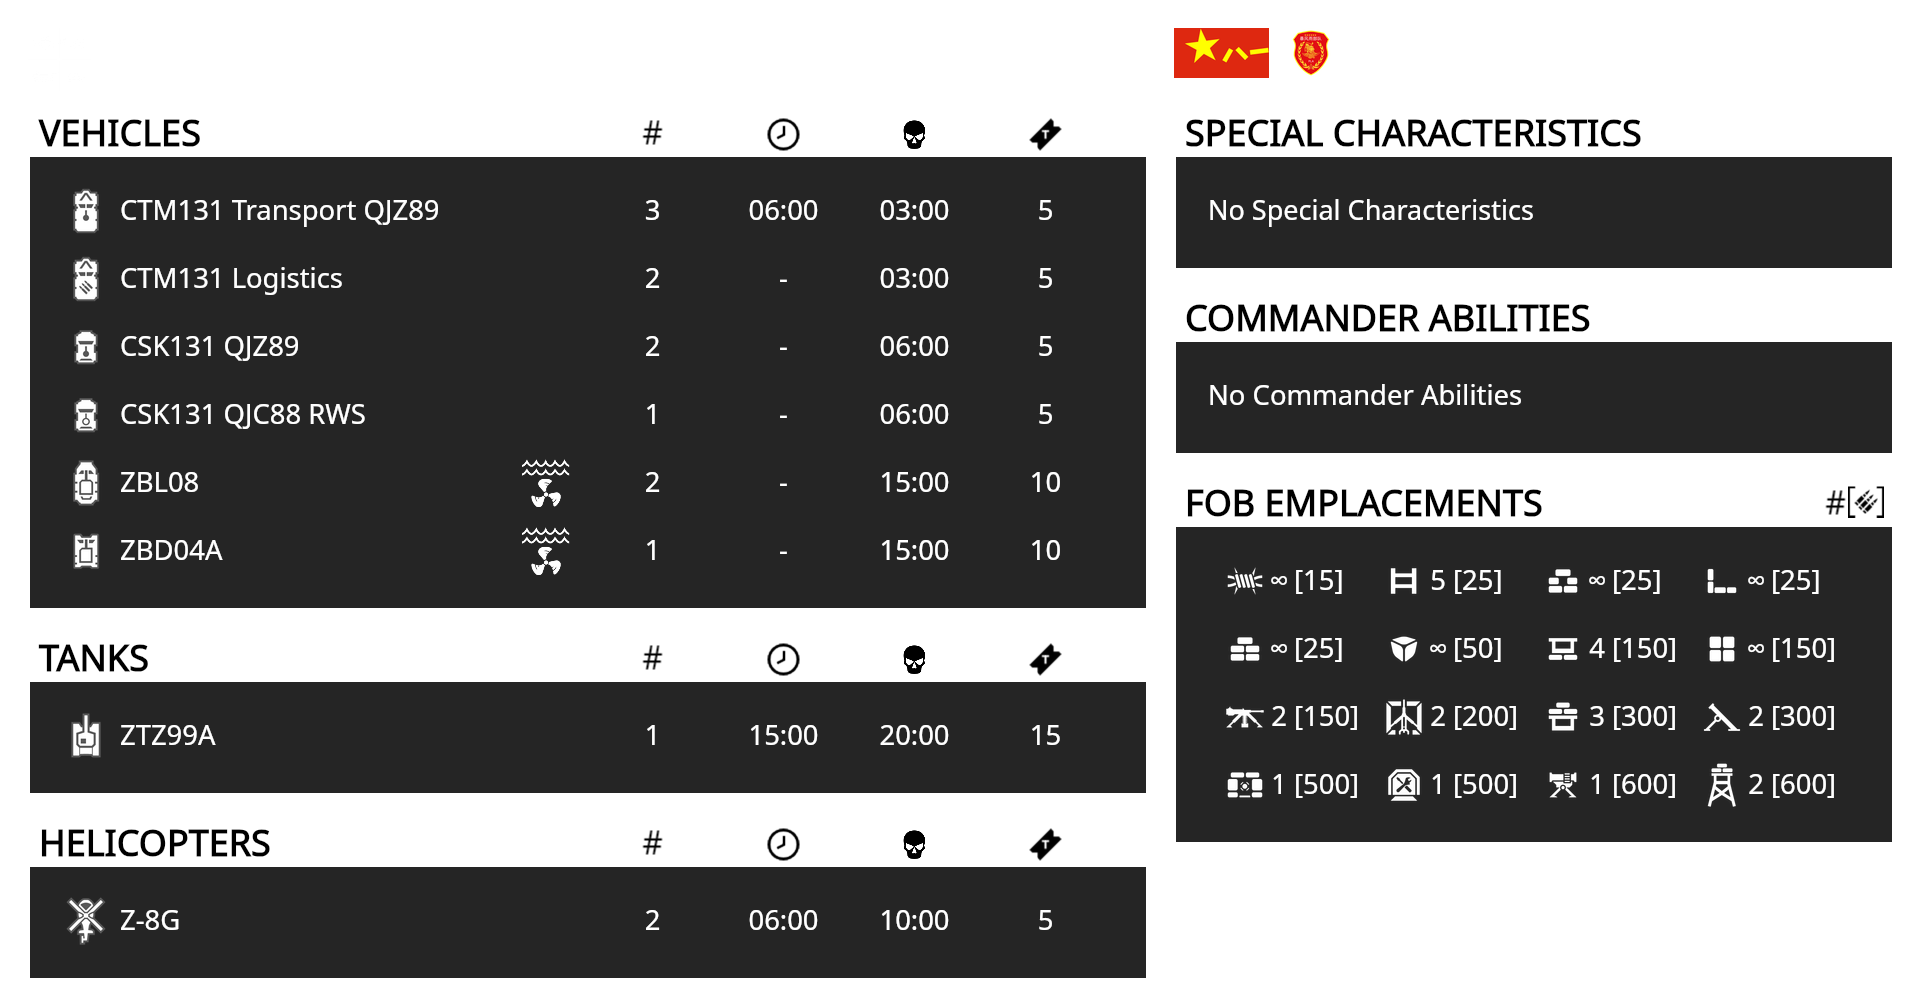 八一
VEHICLES #
CTM131 Transport QJZ89 3 06:00 03:00 5
CTM131 Logistics 2 - 03:00 5
CSK131 QJZ89 2 - 06:00 5
CSK131 QJC88 RWS 1 - 06:00 5
ZBL08 2 - 15:00 10
ZBD04A 1 - 15:00 10
TANKS #
ZTZ99A 1 15:00 20:00 15
HELICOPTERS #
Z-8G 2 06:00 10:00 5
SPECIAL CHARACTERISTICS
No Special Characteristics
COMMANDER ABILITIES
No Commander Abilities
FOB EMPLACEMENTS #[ ]
∞ [15] 5 [25] ∞ [25] ∞ [25]
∞ [25] ∞ [50] 4 [150] ∞ [150]
2 [150] 2 [200] 3 [300] 2 [300]
1 [500] 1 [500] 1 [600] 2 [600]